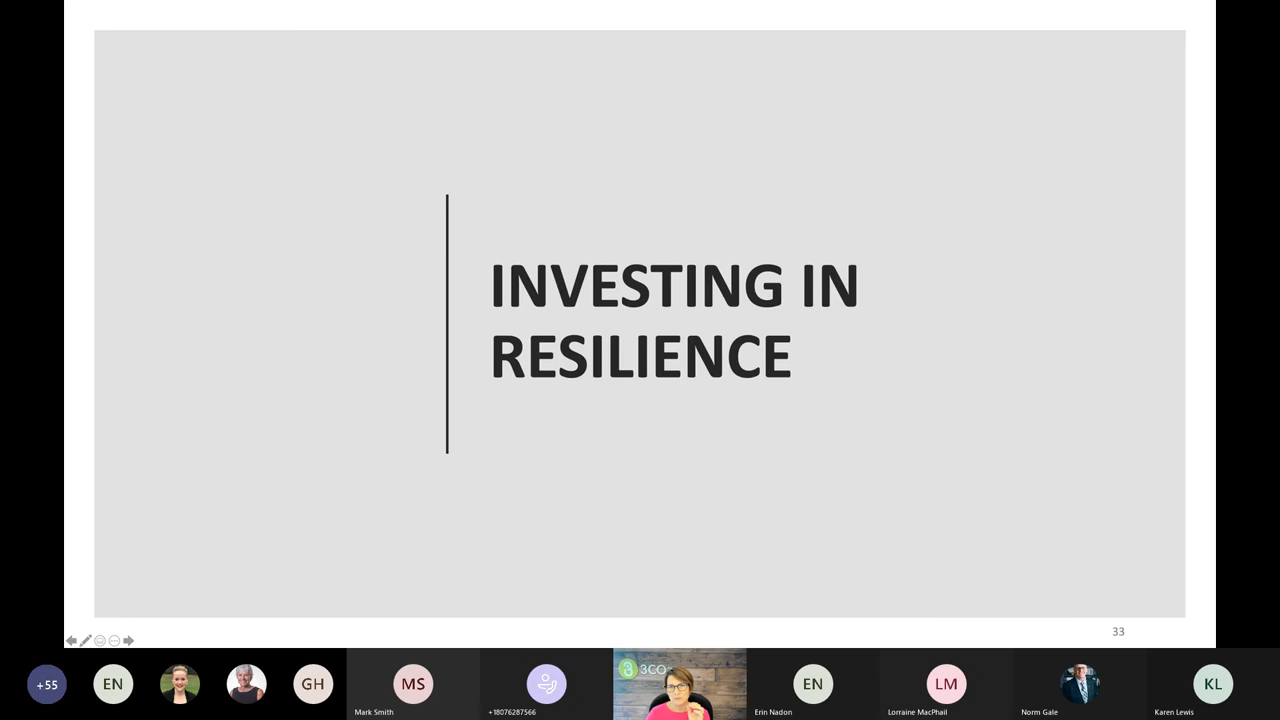 INVESTING IN
RESILIENCE
33
+55
EN
GH
MS
Mark Smith
+18076287566
3CO
EN
Erin Nadon
LM
Lorraine MacPhail
Norm Gale
KL
Karen Lewis